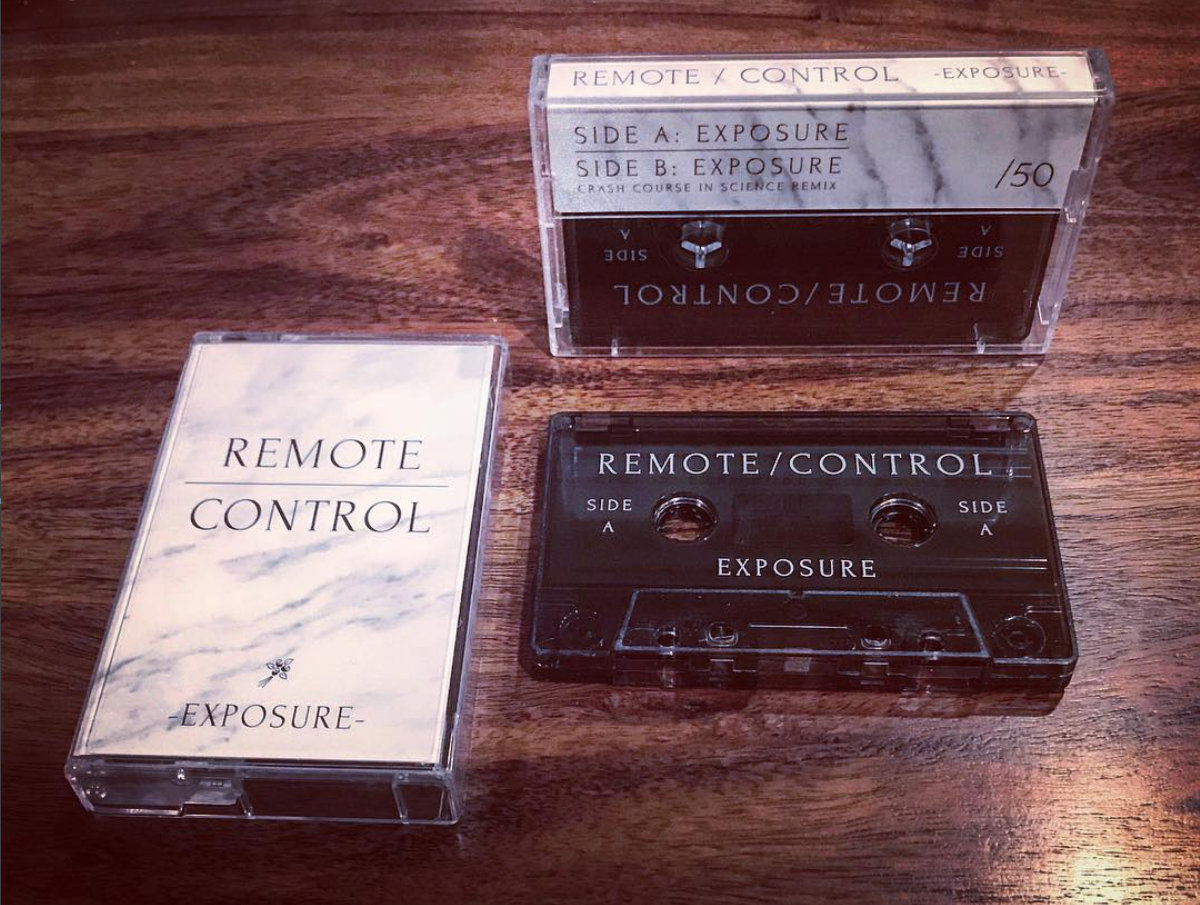 REMOTE / CONTROL -EXPOSURE-
SIDE A: EXPOSURE
SIDE B: EXPOSURE
CRASH COURSE IN SCIENCE REMIX
/50
SIDE A
SIDE A
REMOTE/CONTROL
REMOTE
CONTROL
-EXPOSURE-
REMOTE/CONTROL
SIDE
A
SIDE
A
EXPOSURE